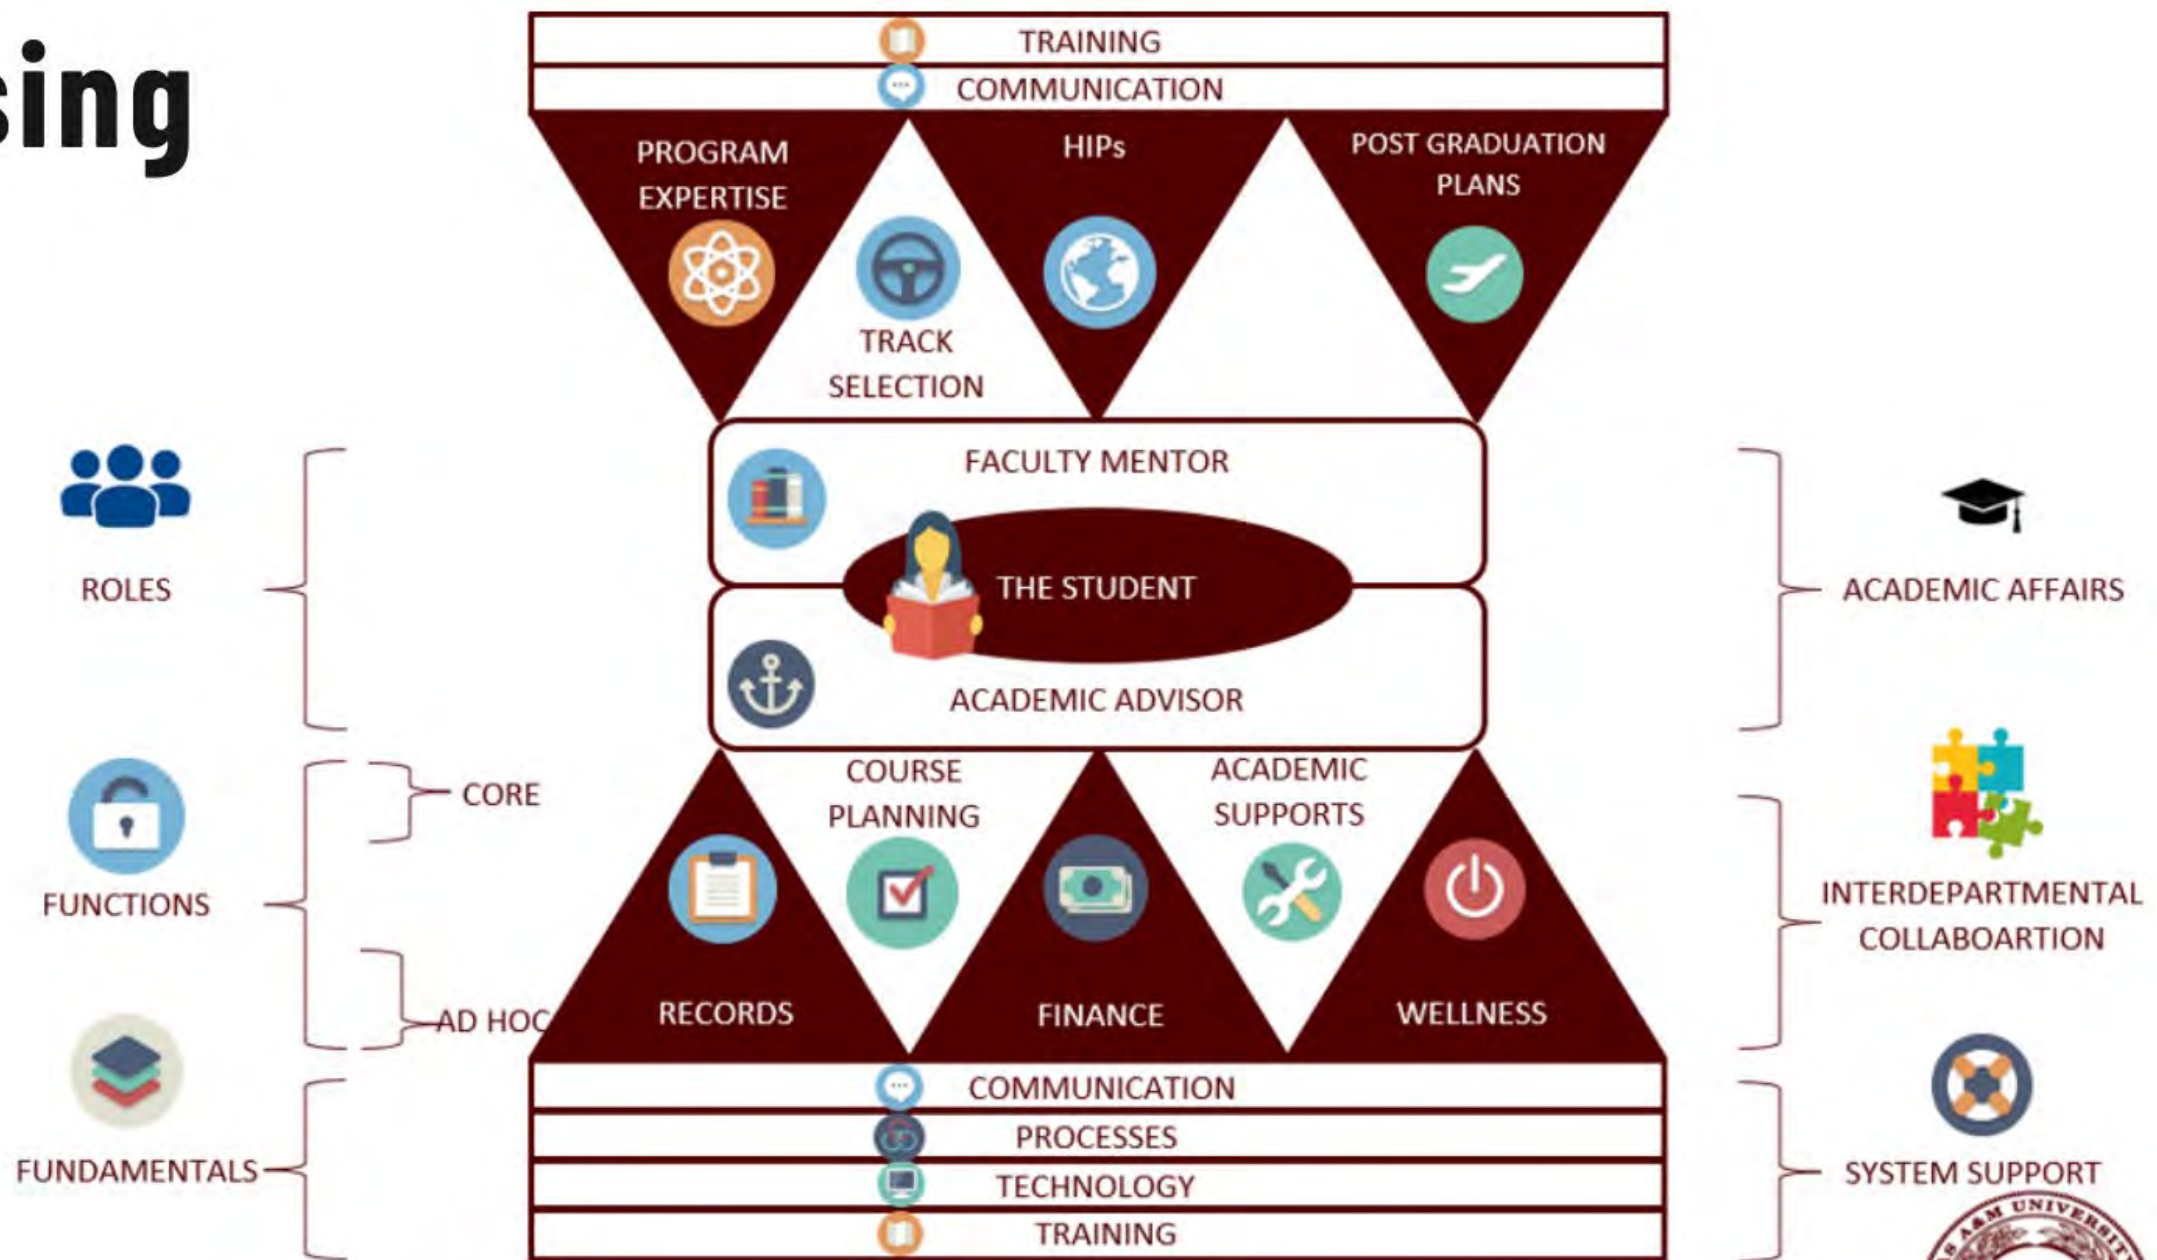 sing
TRAINING
COMMUNICATION
PROGRAM
EXPERTISE
HIPs
POST GRADUATION
PLANS
TRACK
SELECTION
FACULTY MENTOR
THE STUDENT
ACADEMIC ADVISOR
ROLES
ACADEMIC AFFAIRS
COURSE
PLANNING
ACADEMIC
SUPPORTS
CORE
FUNCTIONS
INTERDEPARTMENTAL
COLLABOARTION
AD HOC
RECORDS
FINANCE
WELLNESS
COMMUNICATION
PROCESSES
TECHNOLOGY
TRAINING
FUNDAMENTALS
SYSTEM SUPPORT
A&M UNIVERSIT